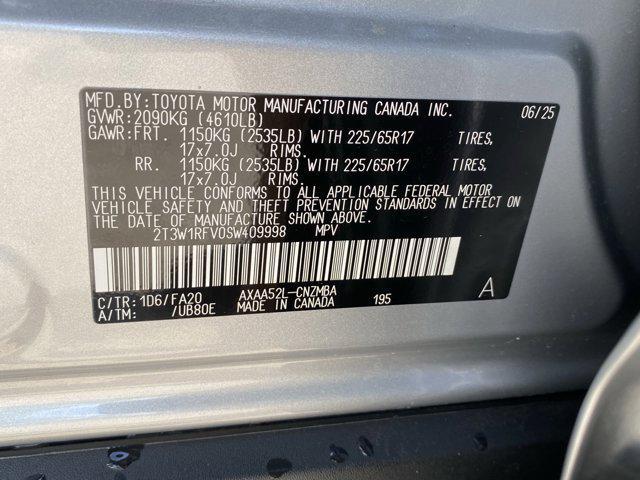 MFD.BY:TOYOTA MOTOR MANUFACTURING CANADA INC. 06/25
GVWR:2090KG (4610LB)
GAWR:FRT. 1150KG (2535LB) WITH 225/65R17 TIRES,
17x7.0J RIMS.
RR. 1150KG (2535LB) WITH 225/65R17 TIRES,
17x7.0J RIMS.
THIS VEHICLE CONFORMS TO ALL APPLICABLE FEDERAL MOTOR
VEHICLE SAFETY AND THEFT PREVENTION STANDARDS IN EFFECT ON
THE DATE OF MANUFACTURE SHOWN ABOVE.
2T3W1RFV0SW409998 MPV
C/TR: 1D6/FA20 AXAA52L-CNZMBA 195 A
A/TM: /UB80E MADE IN CANADA